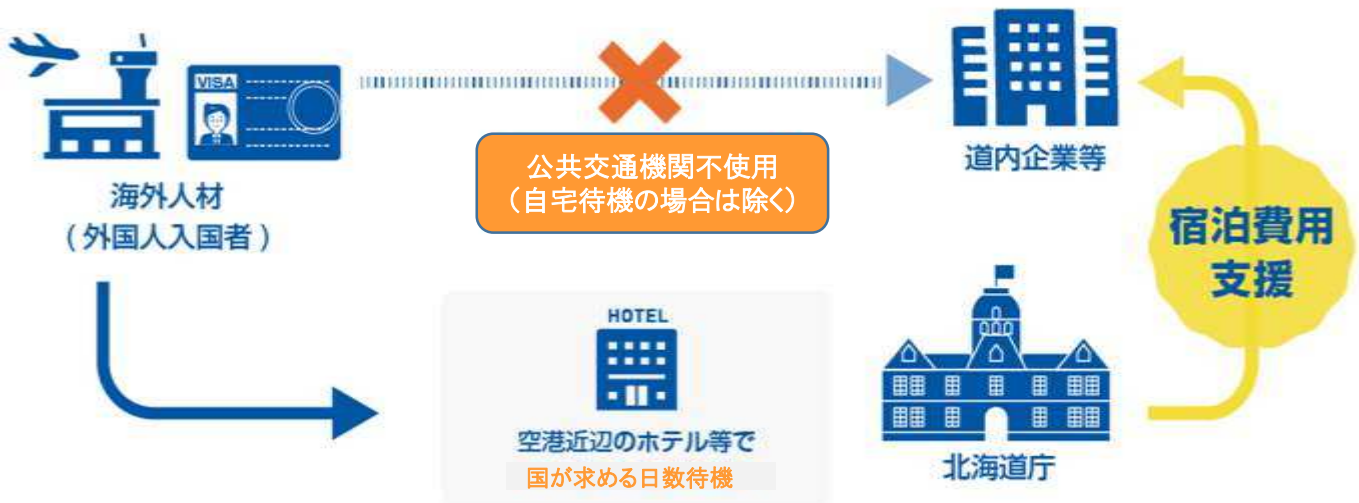 VISA
海外人材
(外国人入国者)
公共交通機関不使用
(自宅待機の場合は除く)
道内企業等
宿泊費用
支援
HOTEL
空港近辺のホテル等で
国が求める日数待機
北海道庁